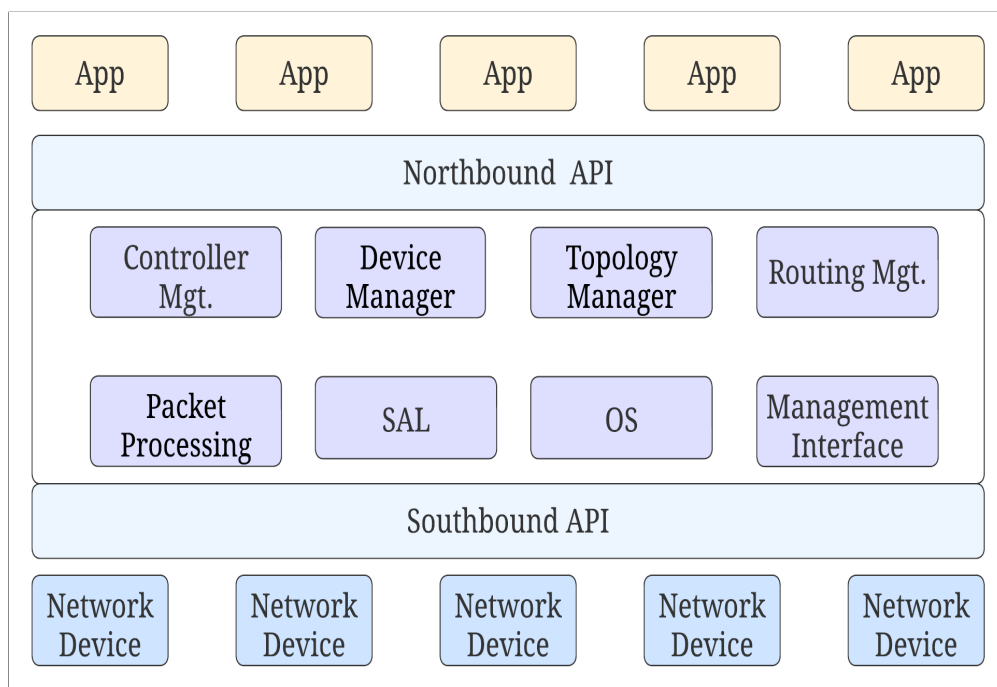 App
App
App
App
App
Northbound API
Controller
Mgt.
Device
Manager
Topology
Manager
Routing Mgt.
Packet
Processing
SAL
OS
Management
Interface
Southbound API
Network
Device
Network
Device
Network
Device
Network
Device
Network
Device